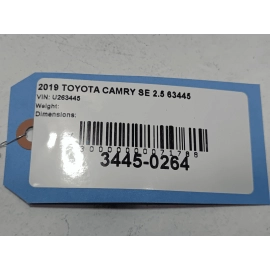 2019 TOYOTA CAMRY SE 2.5 63445
VIN: U263445
Weight:
Dimensions:
3445-0264